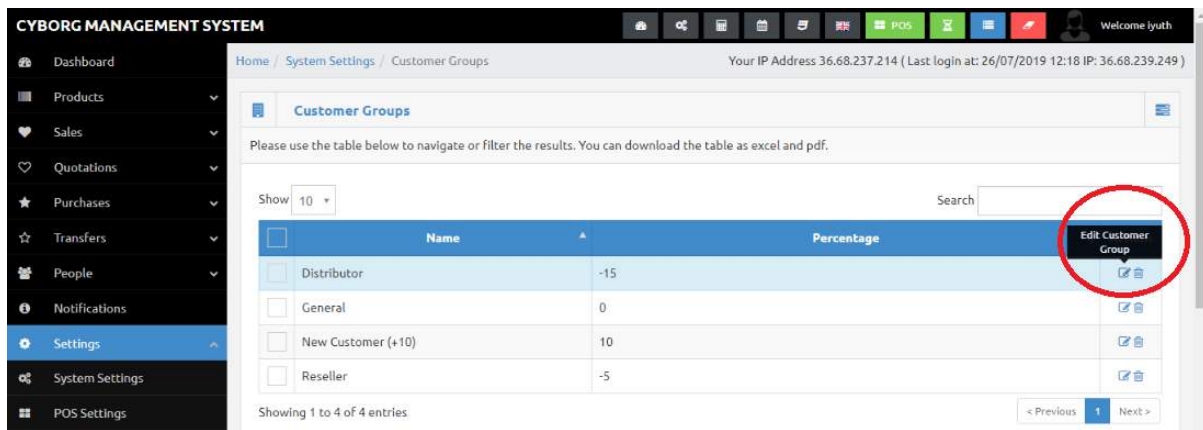 CYBORG MANAGEMENT SYSTEM
POS
Welcome iyuth
Dashboard
Products
Sales
Quotations
Purchases
Transfers
People
Notifications
Settings
System Settings
POS Settings
Home / System Settings / Customer Groups
Your IP Address 36.68.237.214 ( Last login at: 26/07/2019 12:18 IP: 36.68.239.249 )
Customer Groups
Please use the table below to navigate or filter the results. You can download the table as excel and pdf.
Show 10
Search
Name Percentage
Edit Customer
Group
Distributor -15
General 0
New Customer (+10) 10
Reseller -5
Showing 1 to 4 of 4 entries
< Previous 1 Next >